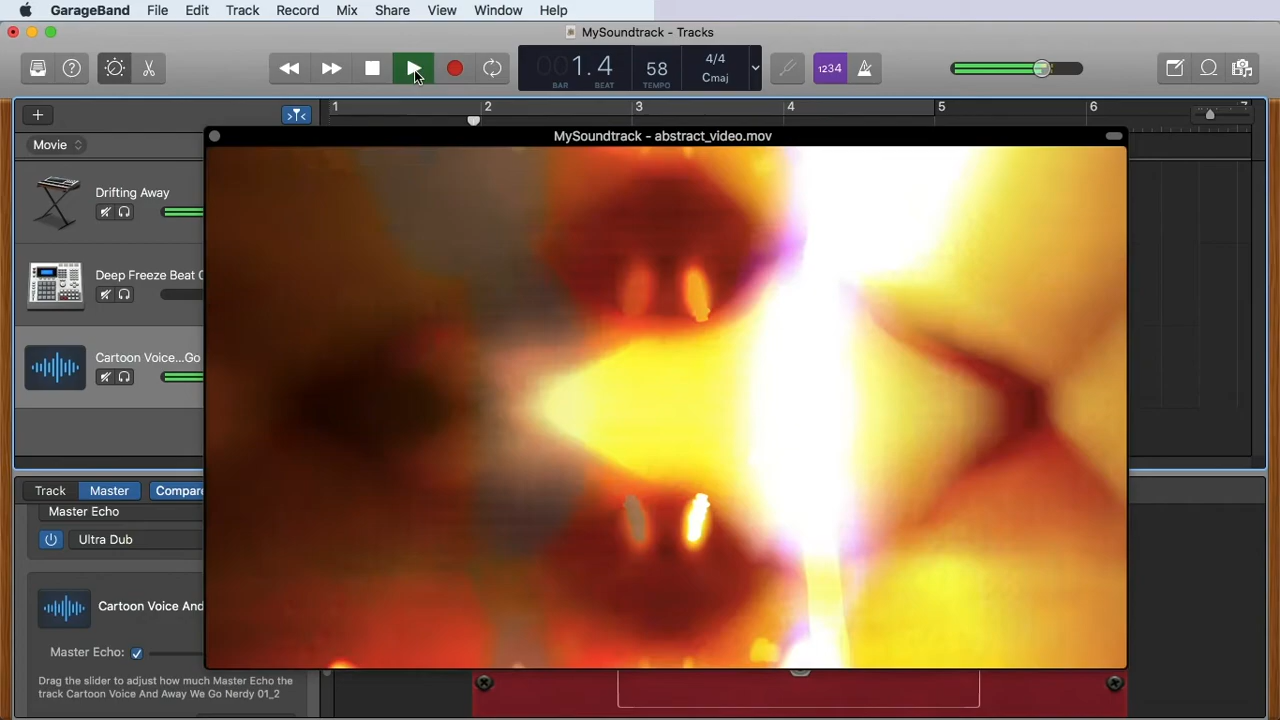 GarageBand File Edit Track Record Mix Share View Window Help
MySoundtrack - Tracks
001.4 58 4/4
Cmaj
BAR BEAT TEMPO
1234
1 2 3 4 5 6 7
MySoundtrack - abstract_video.mov
Movie
Drifting Away
Deep Freeze Beat
Cartoon Voice...Go
Track Master Compare
Master Echo
Ultra Dub
Cartoon Voice And
Master Echo:
Drag the slider to adjust how much Master Echo the
track Cartoon Voice And Away We Go Nerdy 01_2